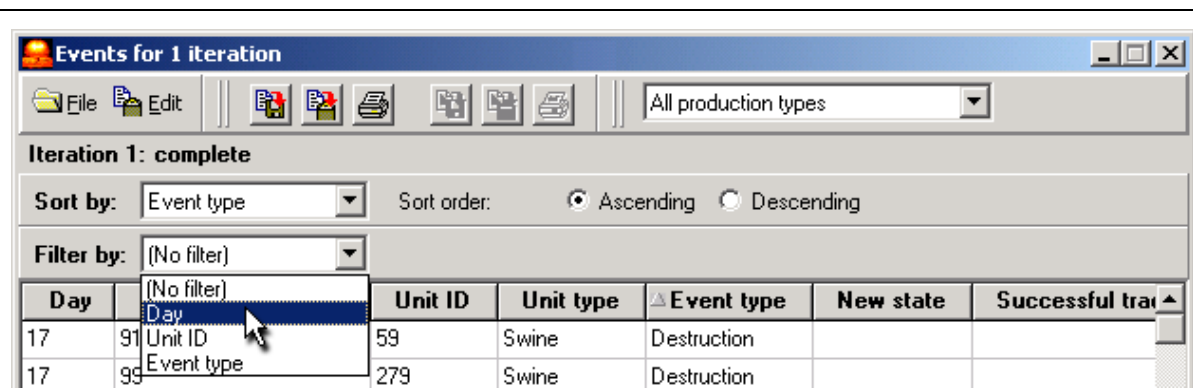 Events for 1 iteration
File Edit All production types
Iteration 1: complete
Sort by: Event type Sort order: Ascending Descending
Filter by: (No filter)
(No filter)
Day
Unit ID
Event type
Day Unit ID Unit type Event type New state Successful
17 91 59 Swine Destruction
17 99 279 Swine Destruction